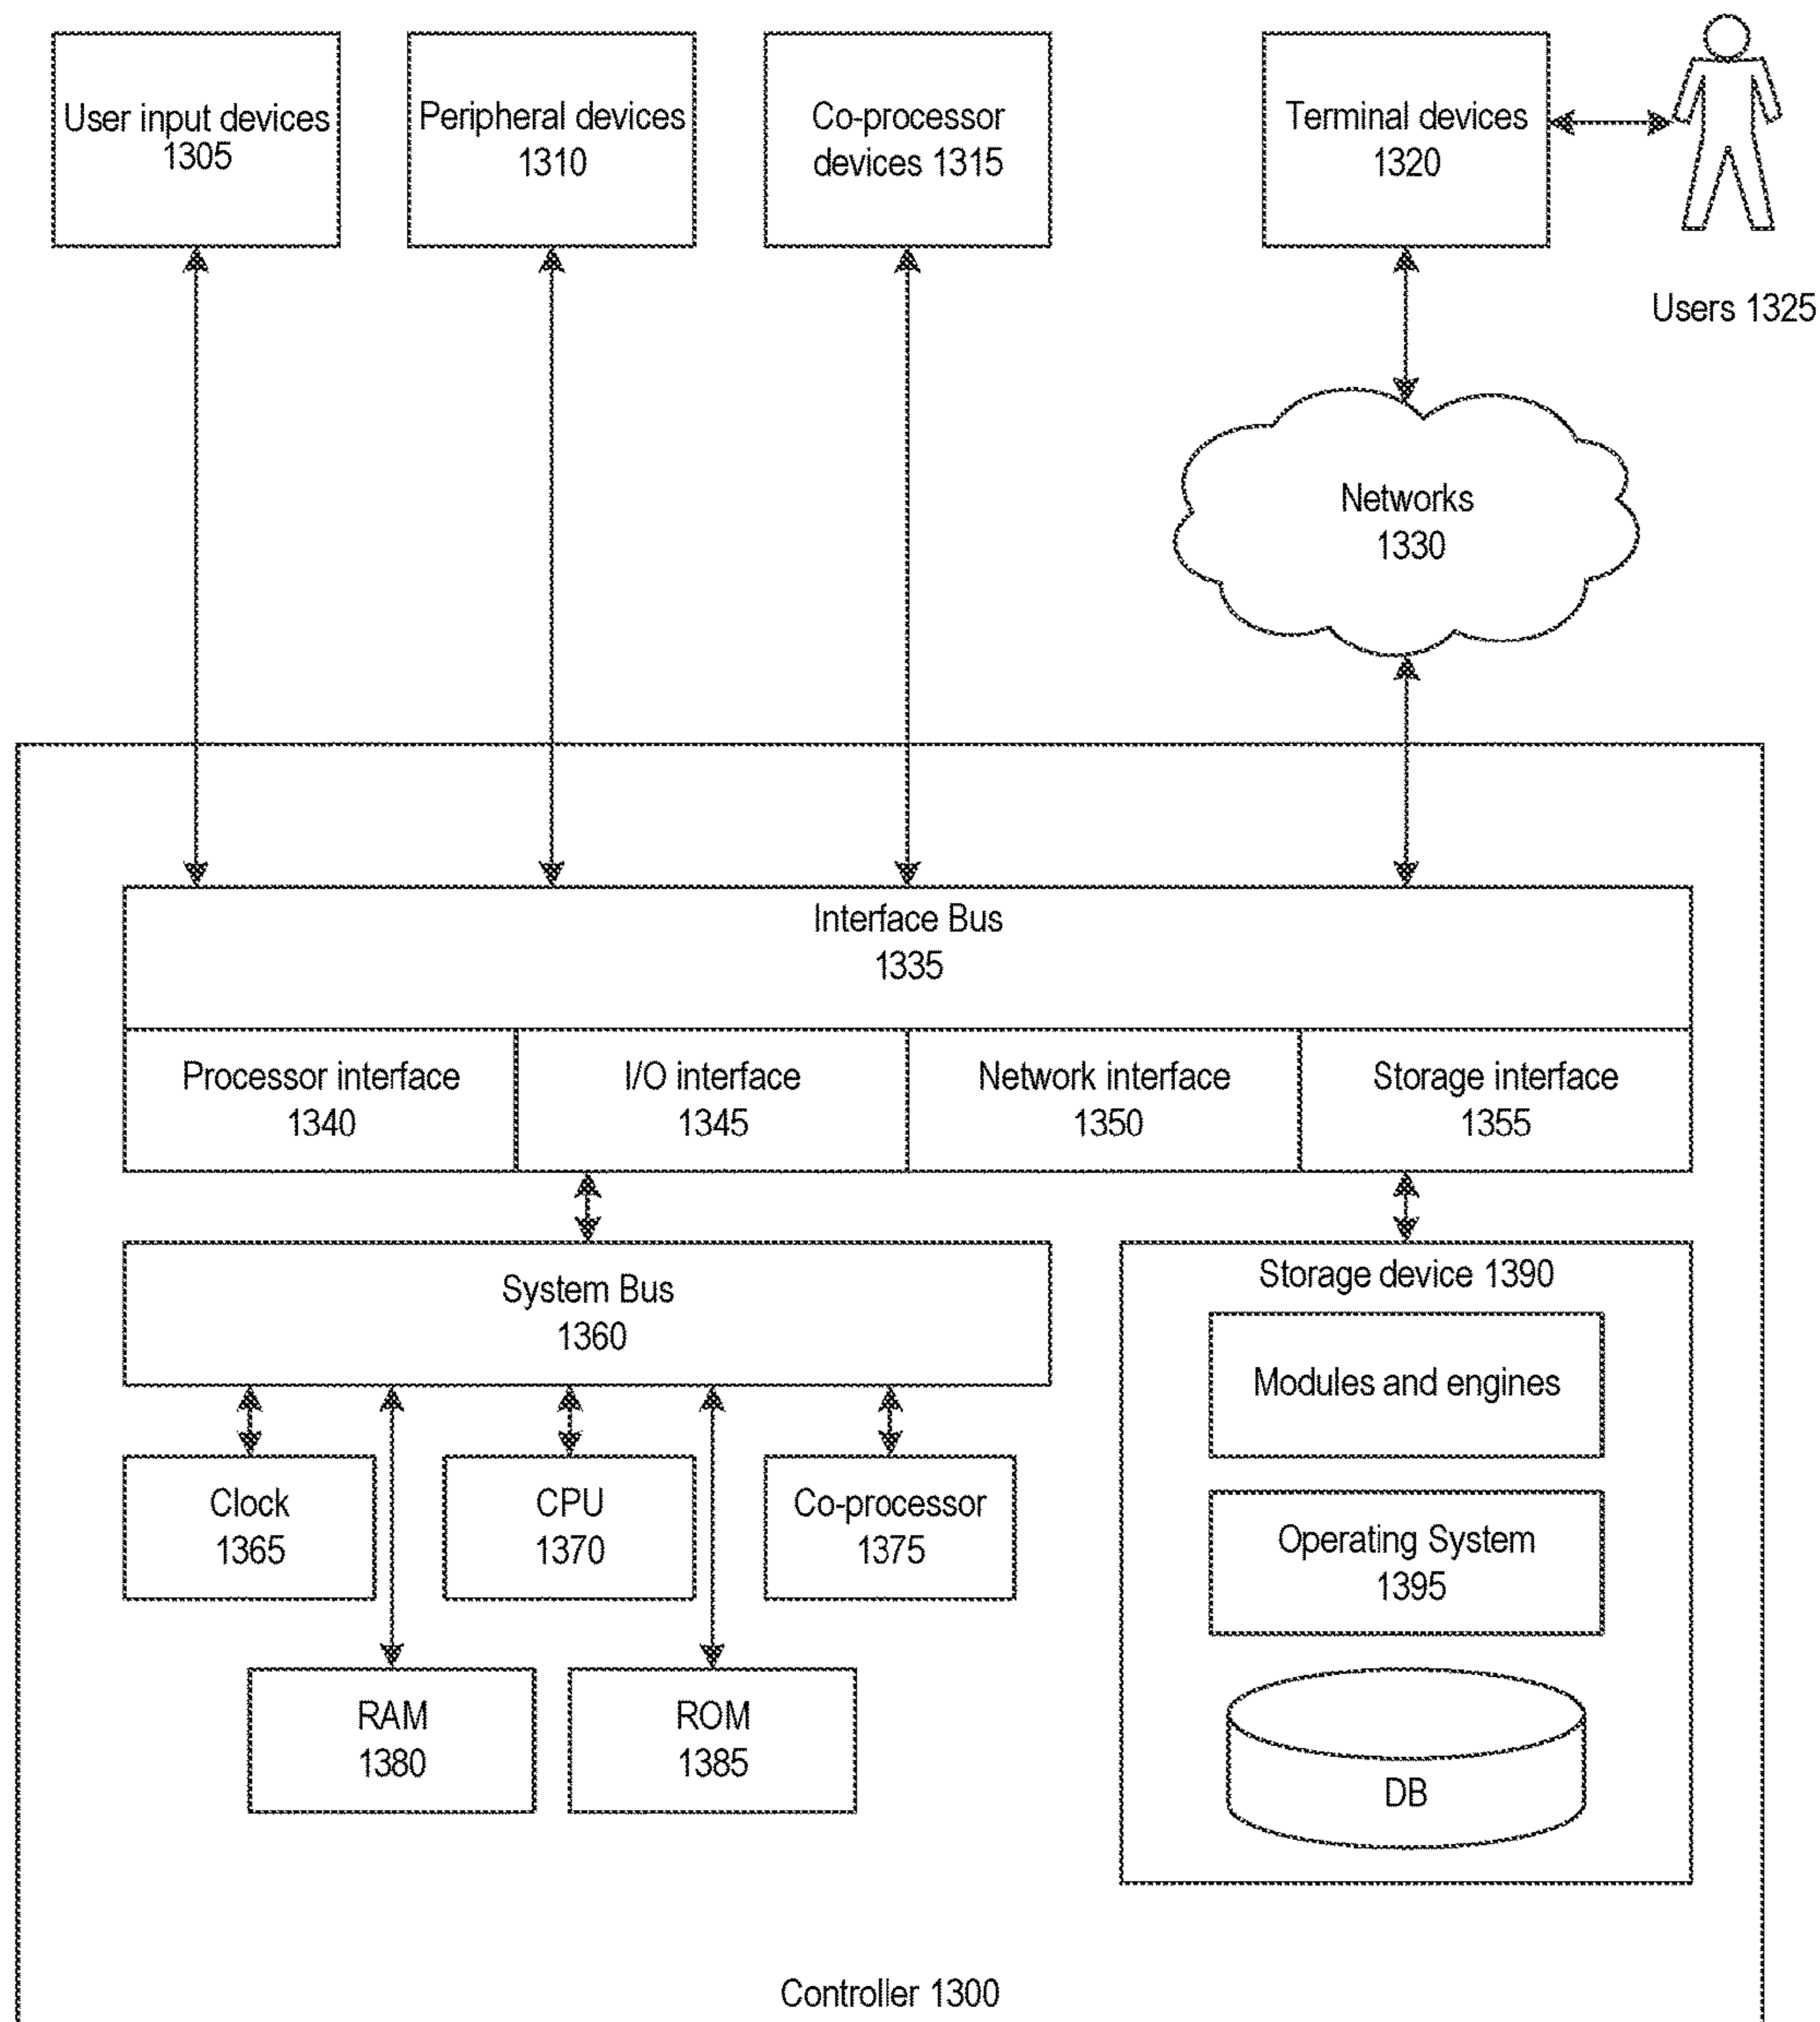 User input devices
1305
Peripheral devices
1310
Co-processor
devices 1315
Terminal devices
1320
Users 1325
Networks
1330
Interface Bus
1335
Processor interface
1340
I/O interface
1345
Network interface
1350
Storage interface
1355
System Bus
1360
Storage device 1390
Modules and engines
Clock
1365
CPU
1370
Co-processor
1375
Operating System
1395
RAM
1380
ROM
1385
DB
Controller 1300